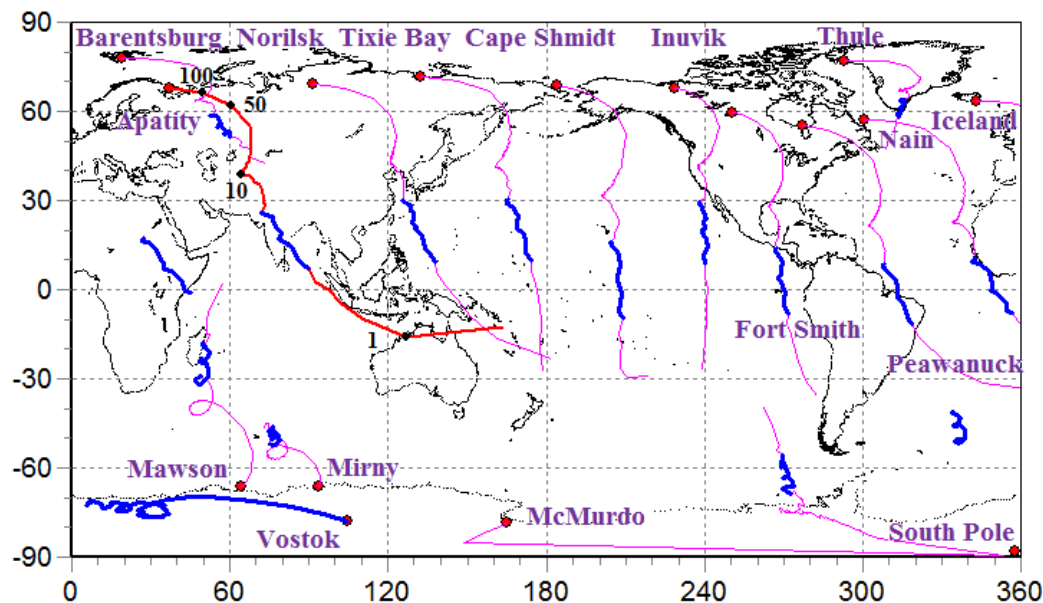 90
Barentsburg Norilsk Tixie Bay Cape Shmidt Inuvik Thule
100
60
50
Apatity
Nain
Iceland
10
30
0
1
Fort Smith
Peawanuck
-30
-60
Mawson
Mirny
McMurdo
Vostok
South Pole
-90
0 60 120 180 240 300 360